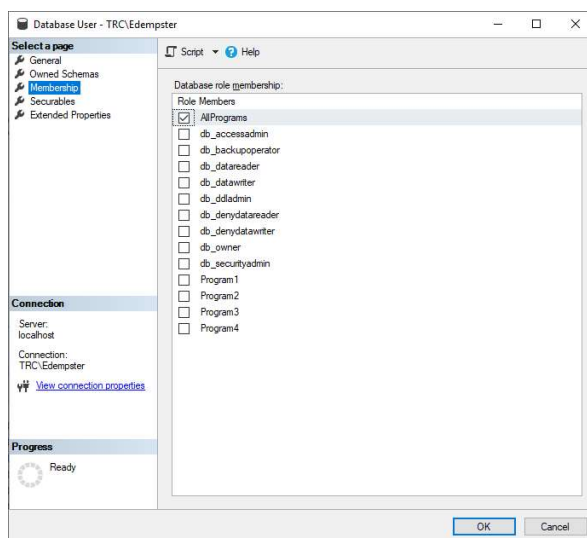 Database User - TRC\Edempster
Select a page
General
Owned Schemas
Membership
Securables
Extended Properties
Script
Help
Database role membership:
Role Members
AllPrograms
db_accessadmin
db_backupoperator
db_datareader
db_datawriter
db_ddladmin
db_denydatareader
db_denydatawriter
db_owner
db_securityadmin
Program1
Program2
Program3
Program4
Connection
Server:
localhost
Connection:
TRC\Edempster
View connection properties
Progress
Ready
OK
Cancel